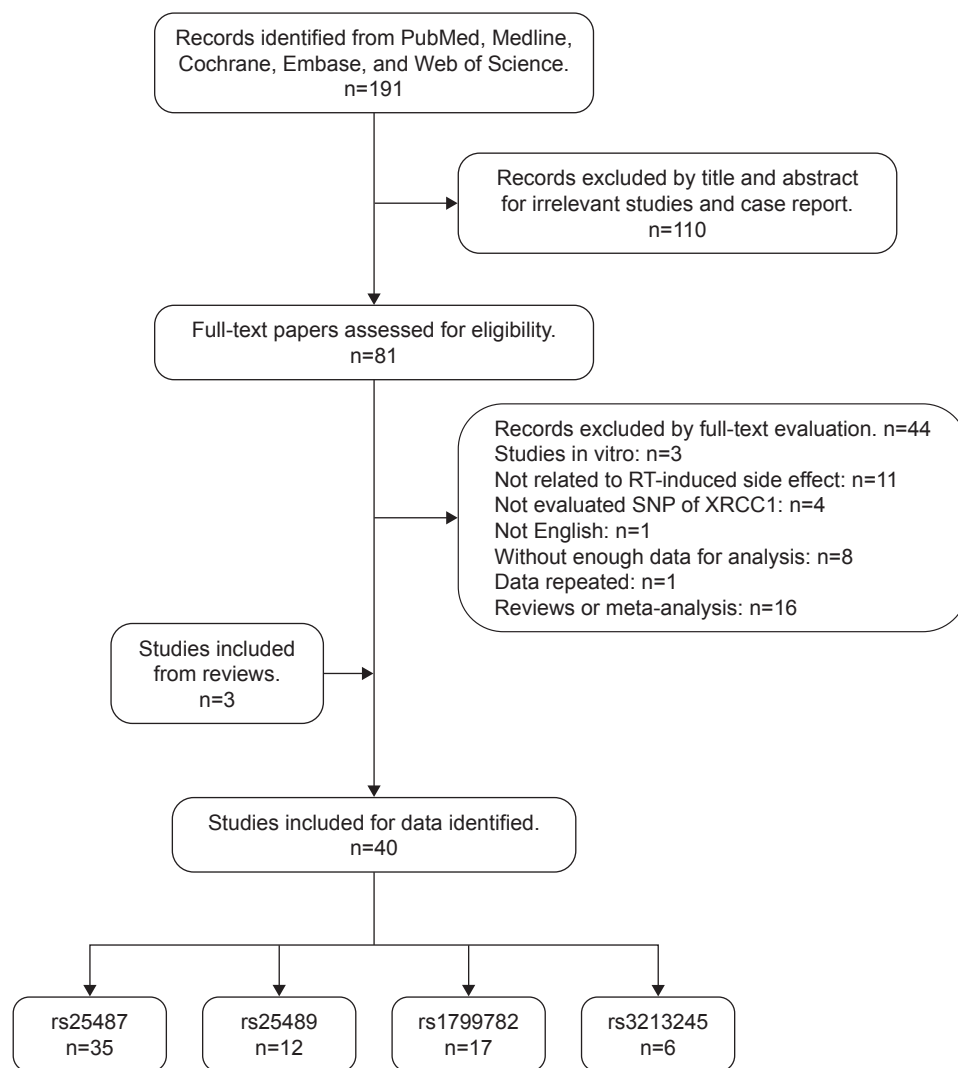 Records identified from PubMed, Medline,
Cochrane, Embase, and Web of Science.
n=191
Records excluded by title and abstract
for irrelevant studies and case report.
n=110
Full-text papers assessed for eligibility.
n=81
Records excluded by full-text evaluation. n=44
Studies in vitro: n=3
Not related to RT-induced side effect: n=11
Not evaluated SNP of XRCC1: n=4
Not English: n=1
Without enough data for analysis: n=8
Data repeated: n=1
Reviews or meta-analysis: n=16
Studies included
from reviews.
n=3
Studies included for data identified.
n=40
rs25487
n=35
rs25489
n=12
rs1799782
n=17
rs3213245
n=6